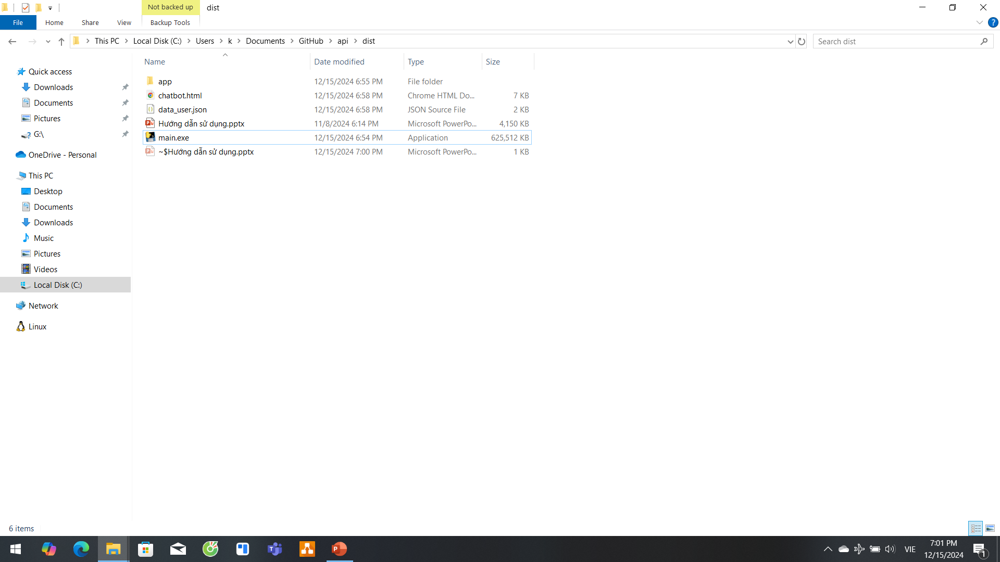 Not backed up
dist
File
Home
Share
View
Backup Tools
This PC
Local Disk (C:)
Users
k
Documents
GitHub
api
dist
Search dist
Name
Date modified
Type
Size
Quick access
Downloads
Documents
Pictures
G:\
OneDrive - Personal
This PC
Desktop
Documents
Downloads
Music
Pictures
Videos
Local Disk (C:)
Network
Linux
app 12/15/2024 6:55 PM File folder
chatbot.html 12/15/2024 6:58 PM Chrome HTML Do... 7 KB
data_user.json 12/15/2024 6:58 PM JSON Source File 2 KB
Hướng dẫn sử dụng.pptx 11/8/2024 6:14 PM Microsoft PowerPo... 4,150 KB
main.exe 12/15/2024 6:54 PM Application 625,512 KB
~$Hướng dẫn sử dụng.pptx 12/15/2024 7:00 PM Microsoft PowerPo... 1 KB
6 items
VIE
7:01 PM
12/15/2024
1